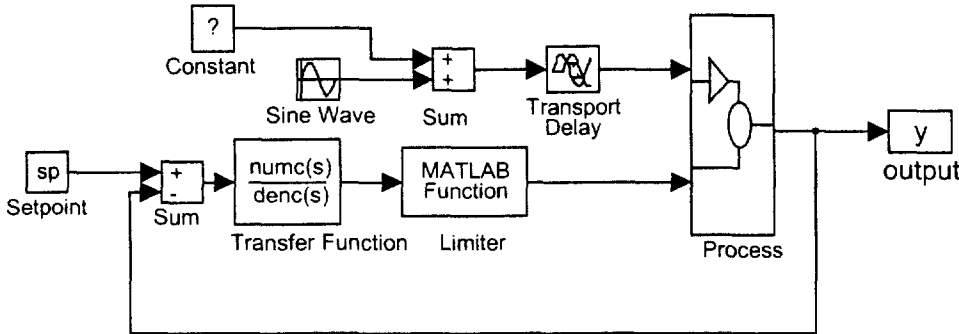 ?
Constant
Sine Wave
+
+
Sum
Transport
Delay
sp
Setpoint
+
-
Sum
numc(s)
denc(s)
Transfer Function
MATLAB
Function
Limiter
Process
y
output